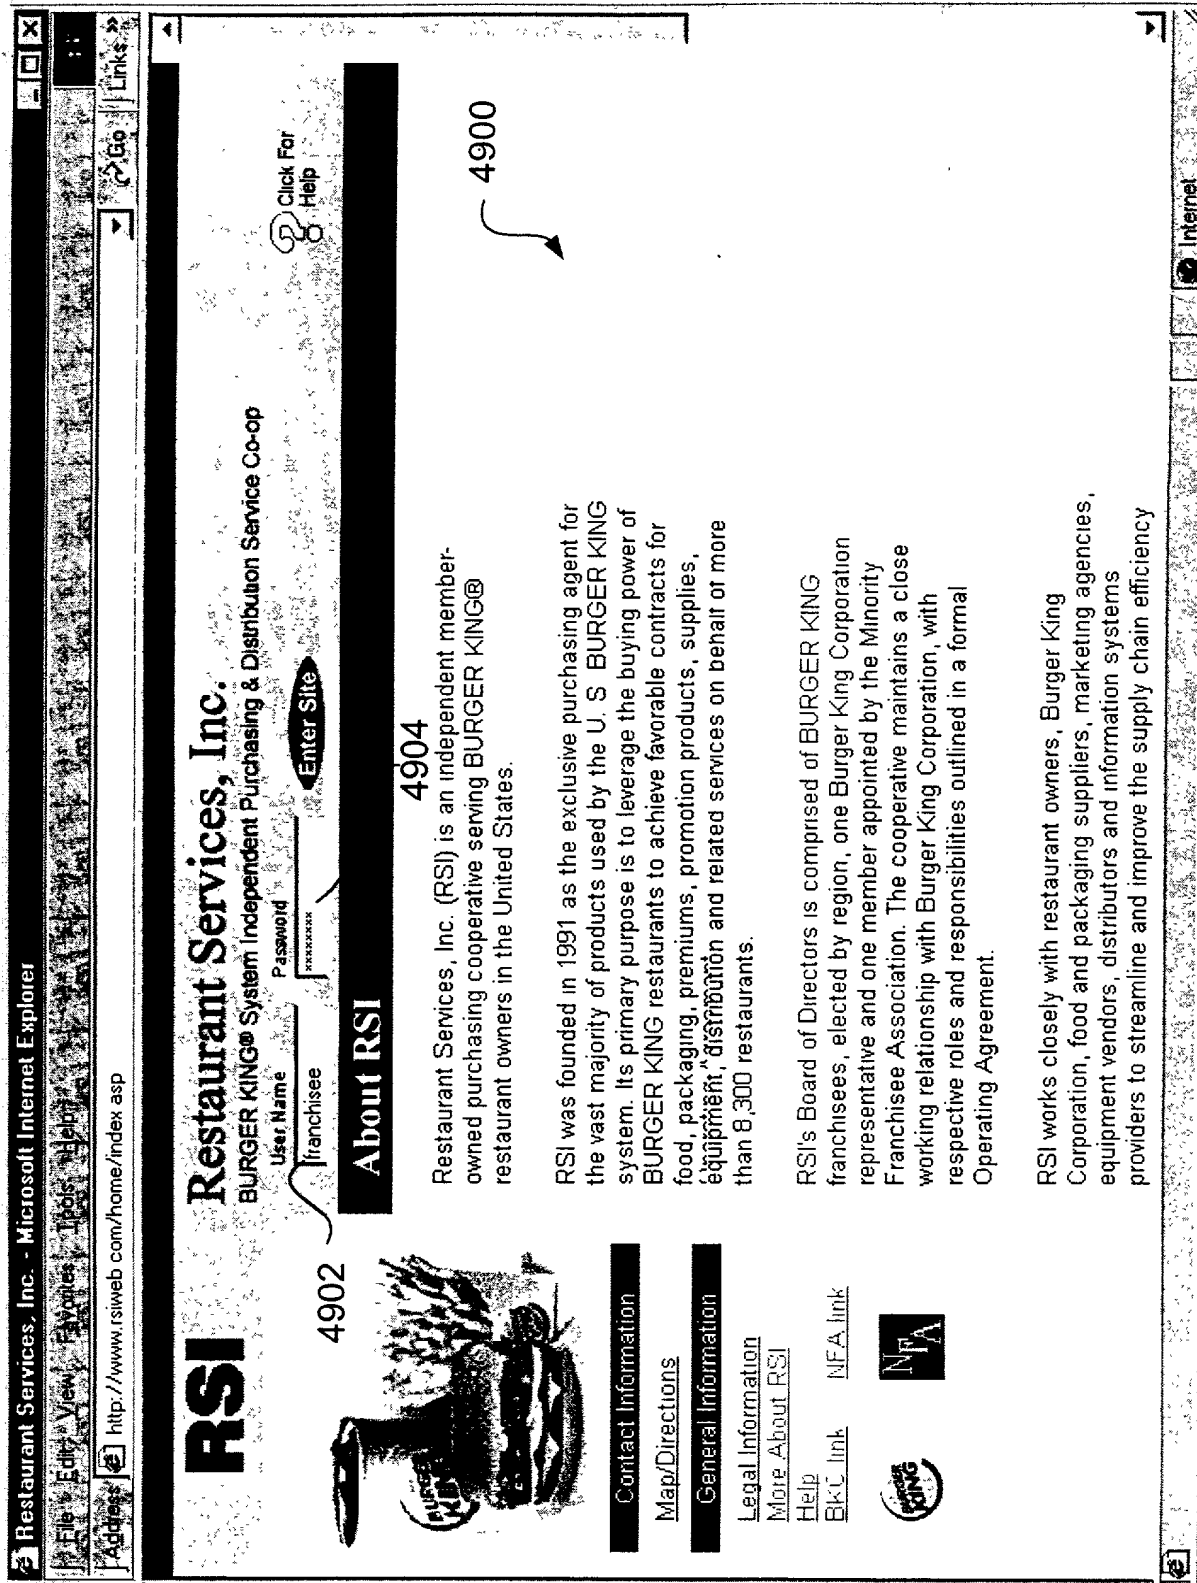 Restaurant Services, Inc. - Microsoft Internet Explorer
File Edit View Favorites Tools Help
Address http://www.rsiweb com/home/index asp Go Links »
RSI
Restaurant Services, Inc.
BURGER KING® System Independent Purchasing & Distribution Service Co-op
User Name Password
franchisee xxxxxxxxx Enter Site
Click For
Help
4902
4904
4900
About RSI
BURGER
KING
Contact Information
Map/Directions
General Information
Legal Information
More About RSI
Help
BKC link NFA link
BURGER
KING
NFA
Restaurant Services, Inc. (RSI) is an independent member-
owned purchasing cooperative serving BURGER KING®
restaurant owners in the United States.
RSI was founded in 1991 as the exclusive purchasing agent for
the vast majority of products used by the U. S BURGER KING
system. Its primary purpose is to leverage the buying power of
BURGER KING restaurants to achieve favorable contracts for
food, packaging, premiums, promotion products, supplies,
equipment, distribution and related services on behalf of more
than 8,300 restaurants.
RSI's Board of Directors is comprised of BURGER KING
franchisees, elected by region, one Burger King Corporation
representative and one member appointed by the Minority
Franchisee Association. The cooperative maintains a close
working relationship with Burger King Corporation, with
respective roles and responsibilities outlined in a formal
Operating Agreement.
RSI works closely with restaurant owners, Burger King
Corporation, food and packaging suppliers, marketing agencies,
equipment vendors, distributors and information systems
providers to streamline and improve the supply chain efficiency
Internet